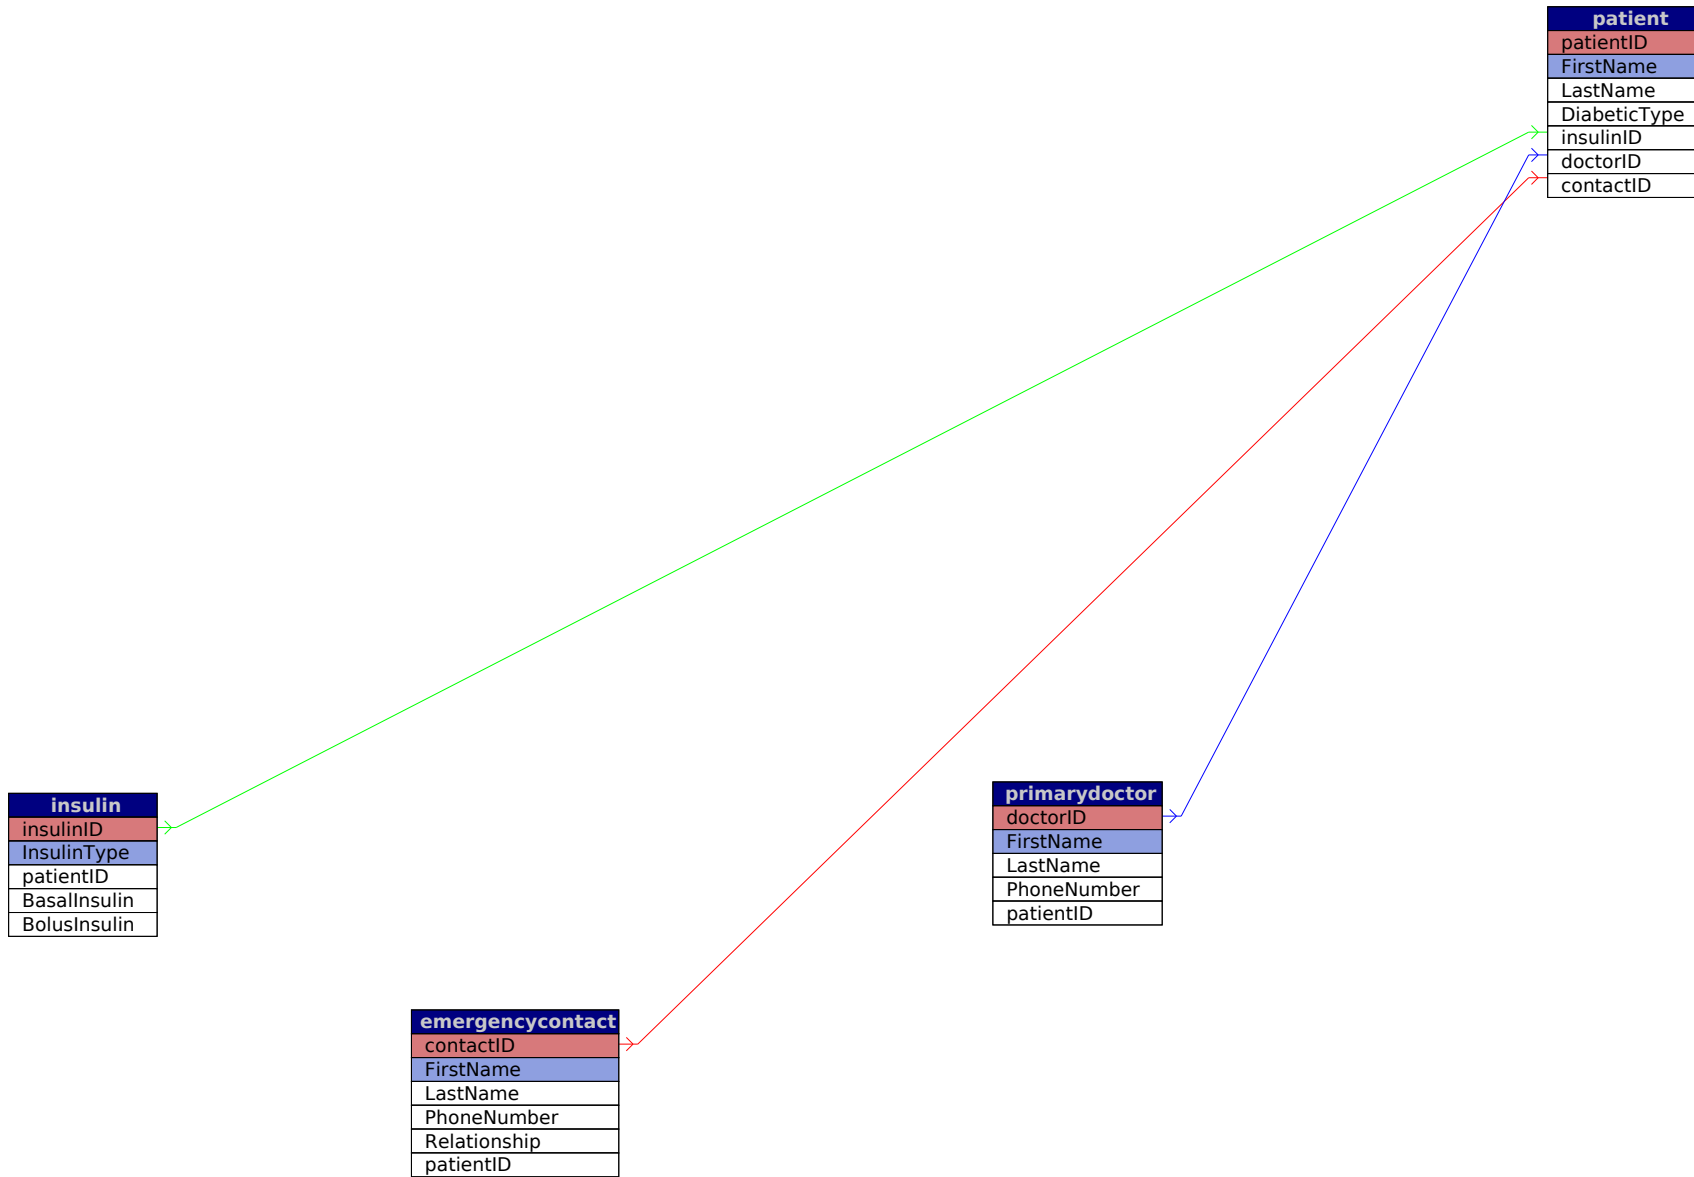 patient
patientID
FirstName
LastName
DiabeticType
insulinID
doctorID
contactID
insulin
insulinID
InsulinType
patientID
BasalInsulin
BolusInsulin
primarydoctor
doctorID
FirstName
LastName
PhoneNumber
patientID
emergencycontact
contactID
FirstName
LastName
PhoneNumber
Relationship
patientID